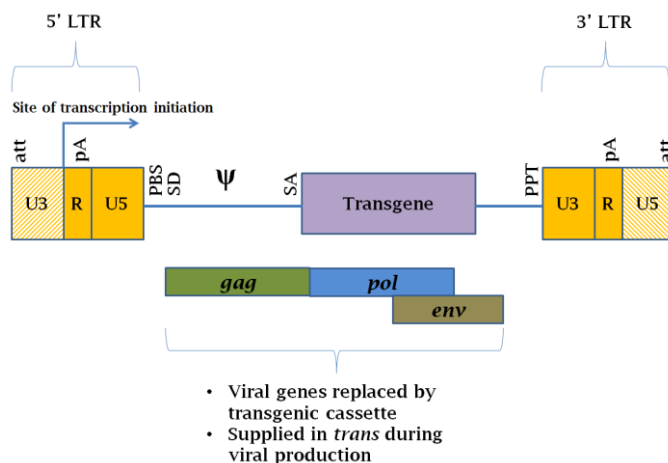 5' LTR
3' LTR
Site of transcription initiation
att
pA
PBS
SD
Ψ
SA
PPT
pA
att
U3
R
U5
Transgene
U3
R
U5
gag
pol
env
• Viral genes replaced by
transgenic cassette
• Supplied in trans during
viral production